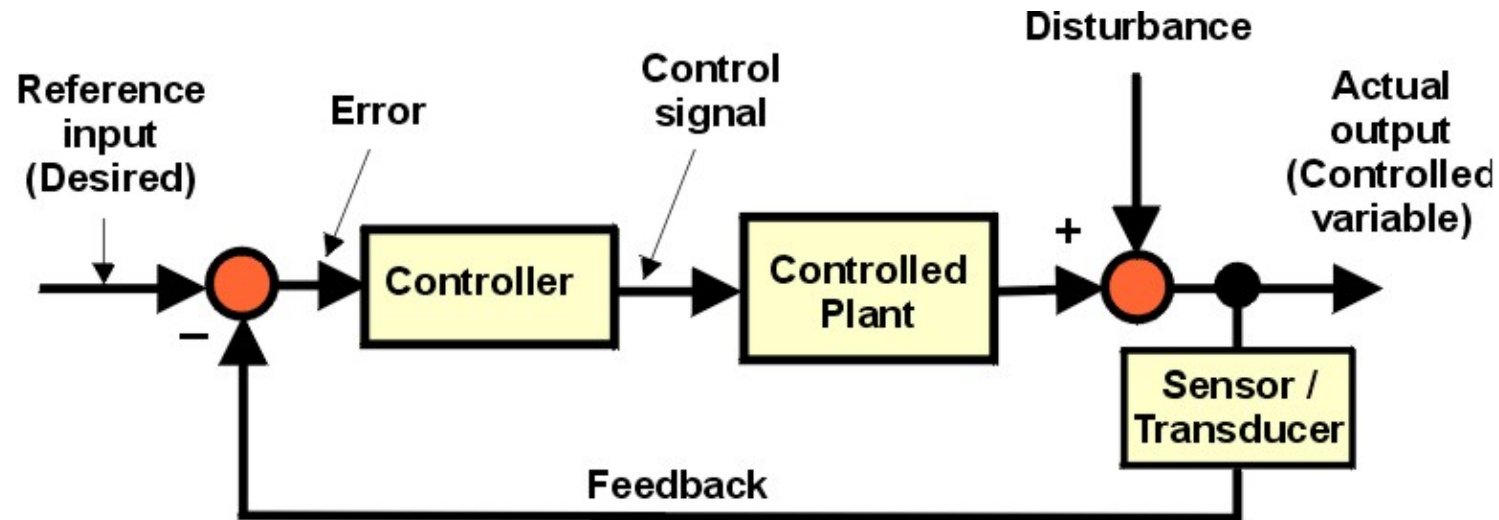 Disturbance
Reference
input
(Desired)
Error
Control
signal
Actual
output
(Controlled
variable)
+
Controller
Controlled
Plant
–
Sensor /
Transducer
Feedback